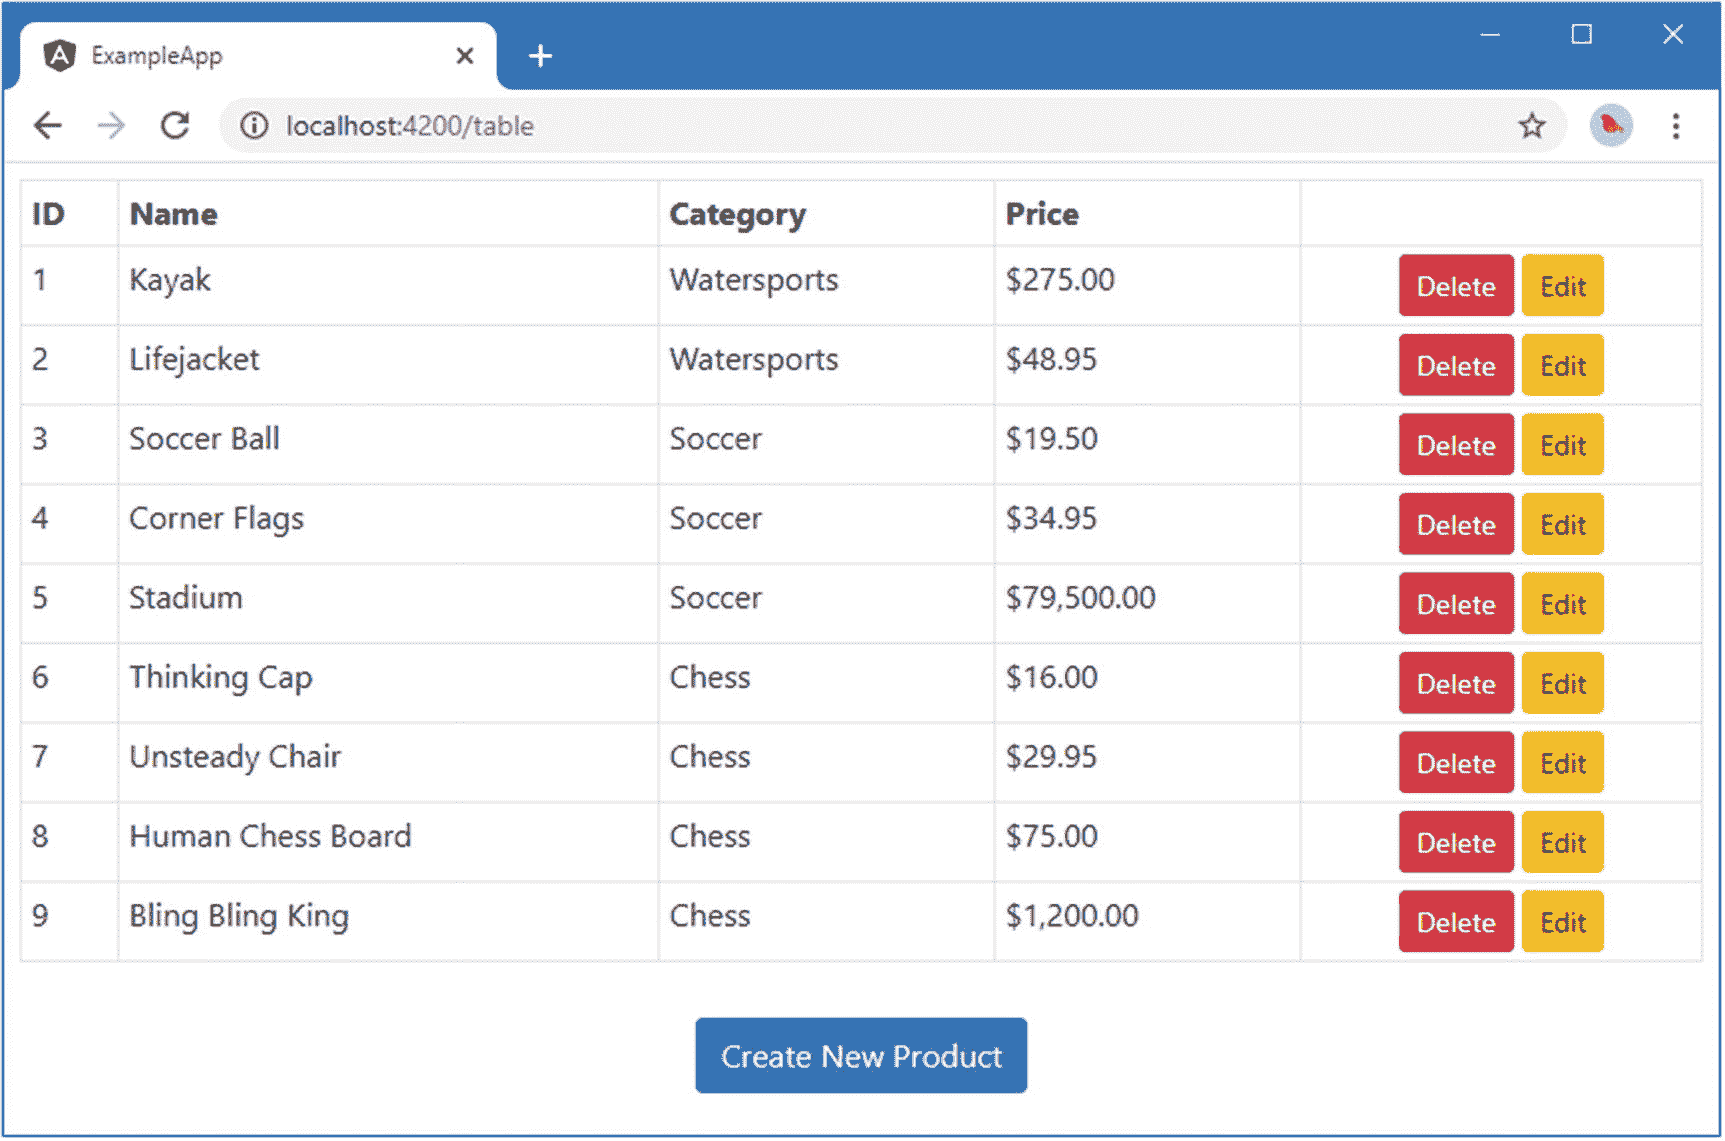 ExampleApp
localhost:4200/table
ID Name Category Price
1 Kayak Watersports $275.00 Delete Edit
2 Lifejacket Watersports $48.95 Delete Edit
3 Soccer Ball Soccer $19.50 Delete Edit
4 Corner Flags Soccer $34.95 Delete Edit
5 Stadium Soccer $79,500.00 Delete Edit
6 Thinking Cap Chess $16.00 Delete Edit
7 Unsteady Chair Chess $29.95 Delete Edit
8 Human Chess Board Chess $75.00 Delete Edit
9 Bling Bling King Chess $1,200.00 Delete Edit
Create New Product